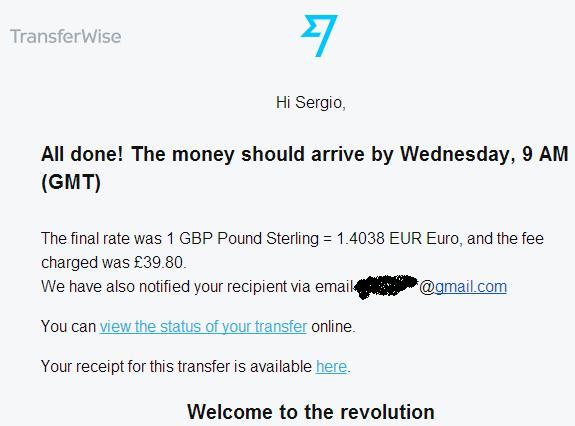 TransferWise
Hi Sergio,
All done! The money should arrive by Wednesday, 9 AM
(GMT)
The final rate was 1 GBP Pound Sterling = 1.4038 EUR Euro, and the fee
charged was £39.80.
We have also notified your recipient via email @gmail.com
You can view the status of your transfer online.
Your receipt for this transfer is available here.
Welcome to the revolution